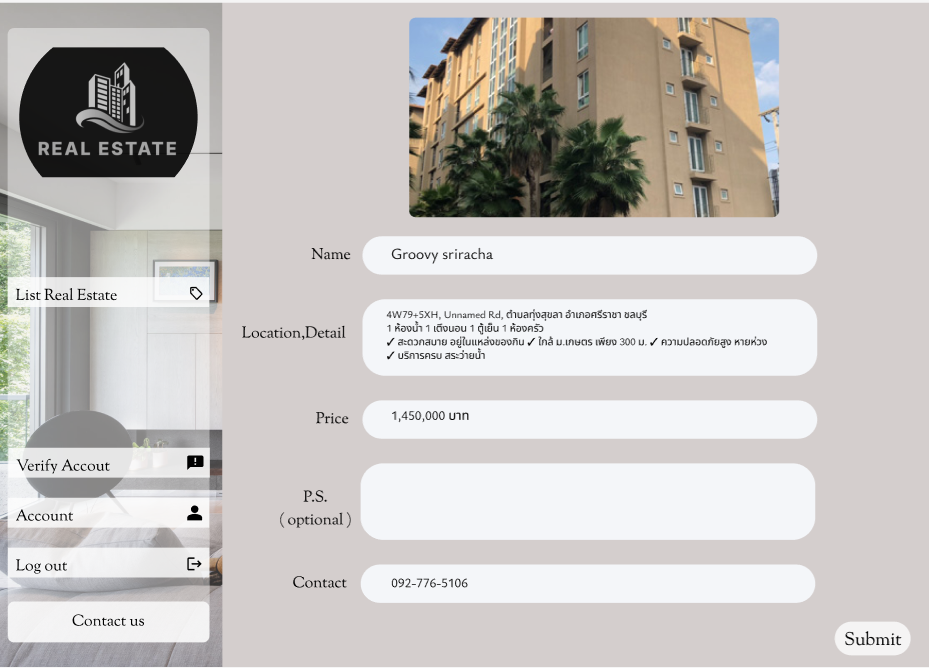 REAL ESTATE
List Real Estate
Verify Accout
Account
Log out
Contact us
Name
Groovy sriracha
Location,Detail
4W79+5XH, Unnamed Rd, ตำบลทุ่งสุขลา อำเภอศรีราชา ชลบุรี
1 ห้องน้ำ 1 เตียงนอน 1 ตู้เย็น 1 ห้องครัว
✓ สะดวกสบาย อยู่ในแหล่งของกิน ✓ ใกล้ ม.เกษตร เพียง 300 ม. ✓ ความปลอดภัยสูง หายห่วง
✓ บริการครบ สระว่ายน้ำ
Price
1,450,000 บาท
P.S.
( optional )
Contact
092-776-5106
Submit